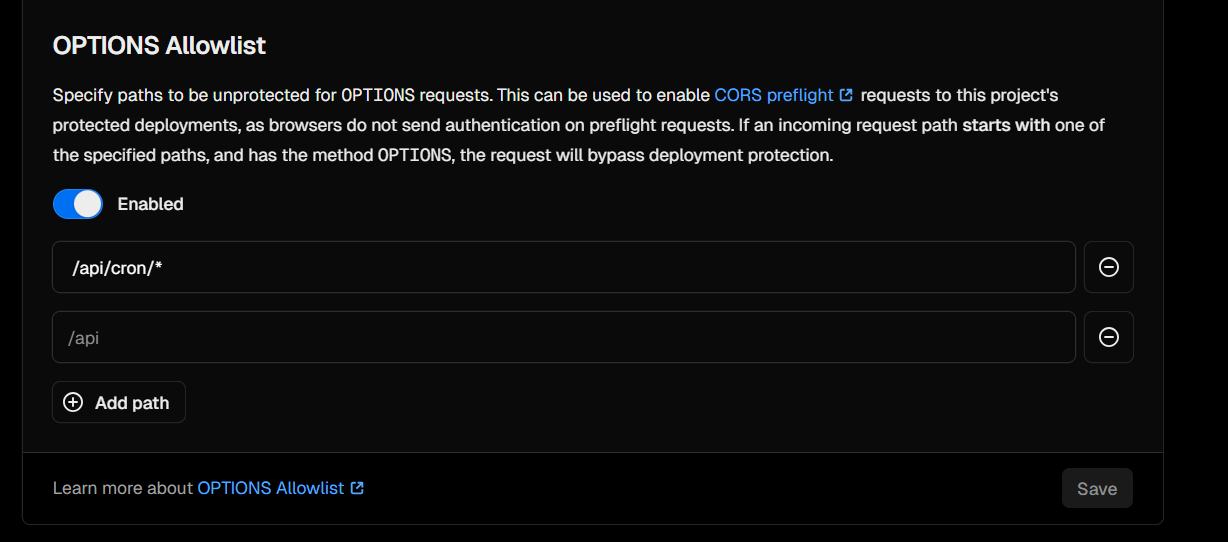 OPTIONS Allowlist
Specify paths to be unprotected for OPTIONS requests. This can be used to enable CORS preflight requests to this project's
protected deployments, as browsers do not send authentication on preflight requests. If an incoming request path starts with one of
the specified paths, and has the method OPTIONS, the request will bypass deployment protection.
Enabled
/api/cron/*
/api
Add path
Learn more about OPTIONS Allowlist
Save